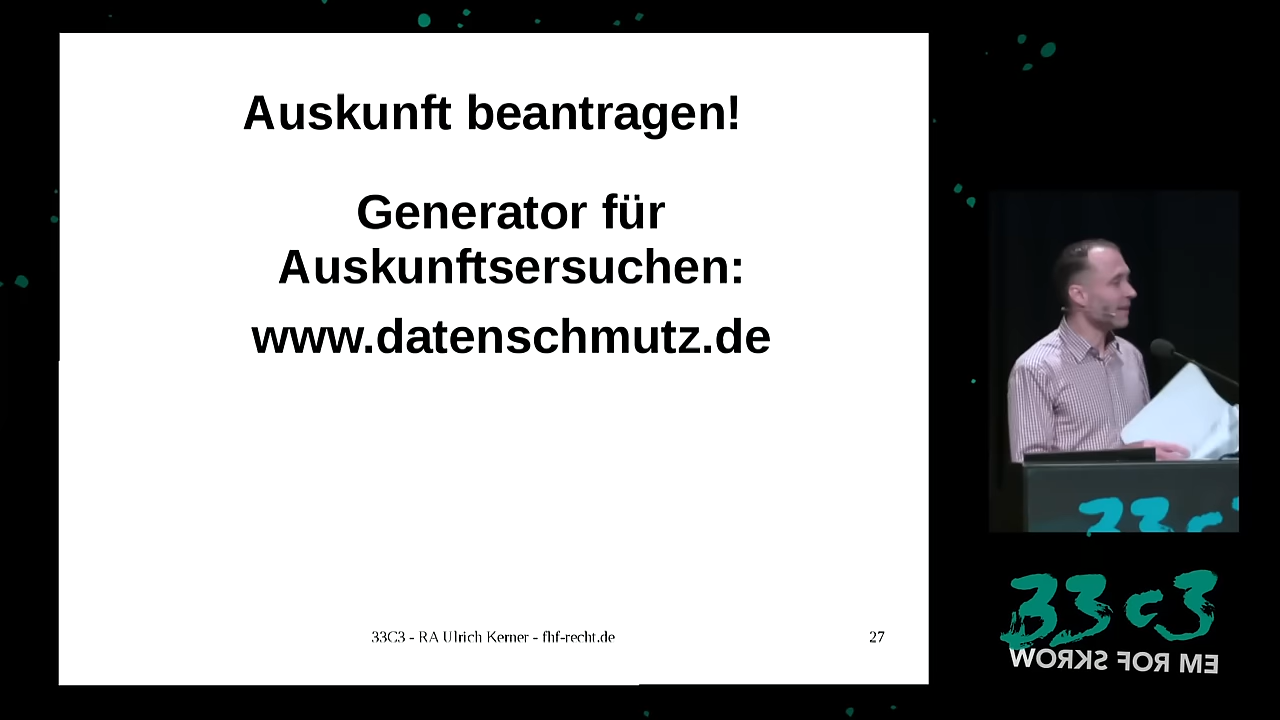 Auskunft beantragen!
Generator für
Auskunftsersuchen:
www.datenschmutz.de
33C3 - RA Ulrich Kerner - fhf-recht.de
27
33c
33c3
WORKS FOR ME